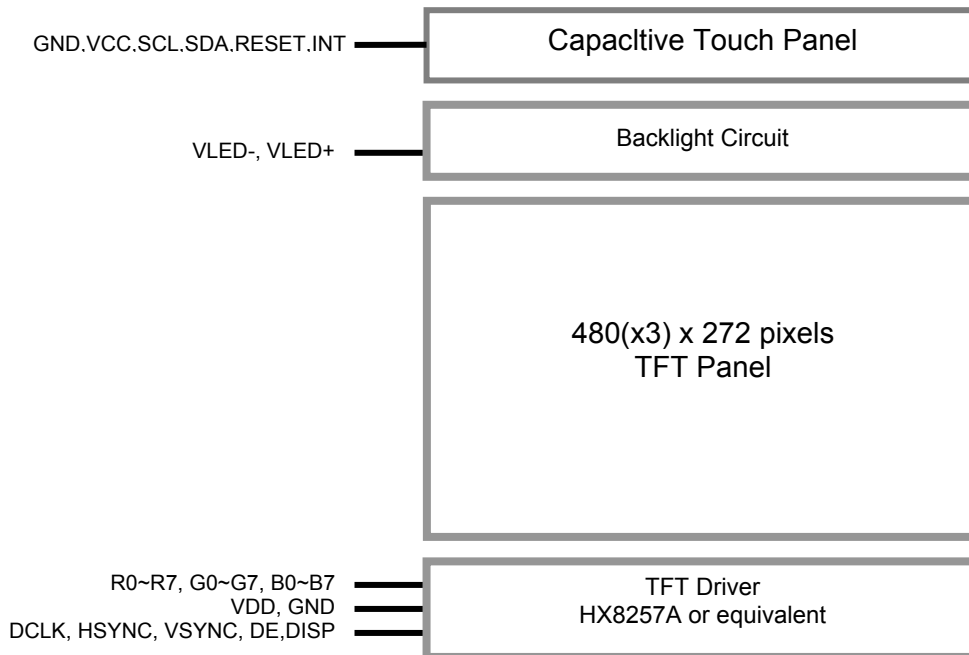 GND,VCC,SCL,SDA,RESET,INT
Capacltive Touch Panel
VLED-, VLED+
Backlight Circuit
480(x3) x 272 pixels
TFT Panel
R0~R7, G0~G7, B0~B7
VDD, GND
DCLK, HSYNC, VSYNC, DE,DISP
TFT Driver
HX8257A or equivalent